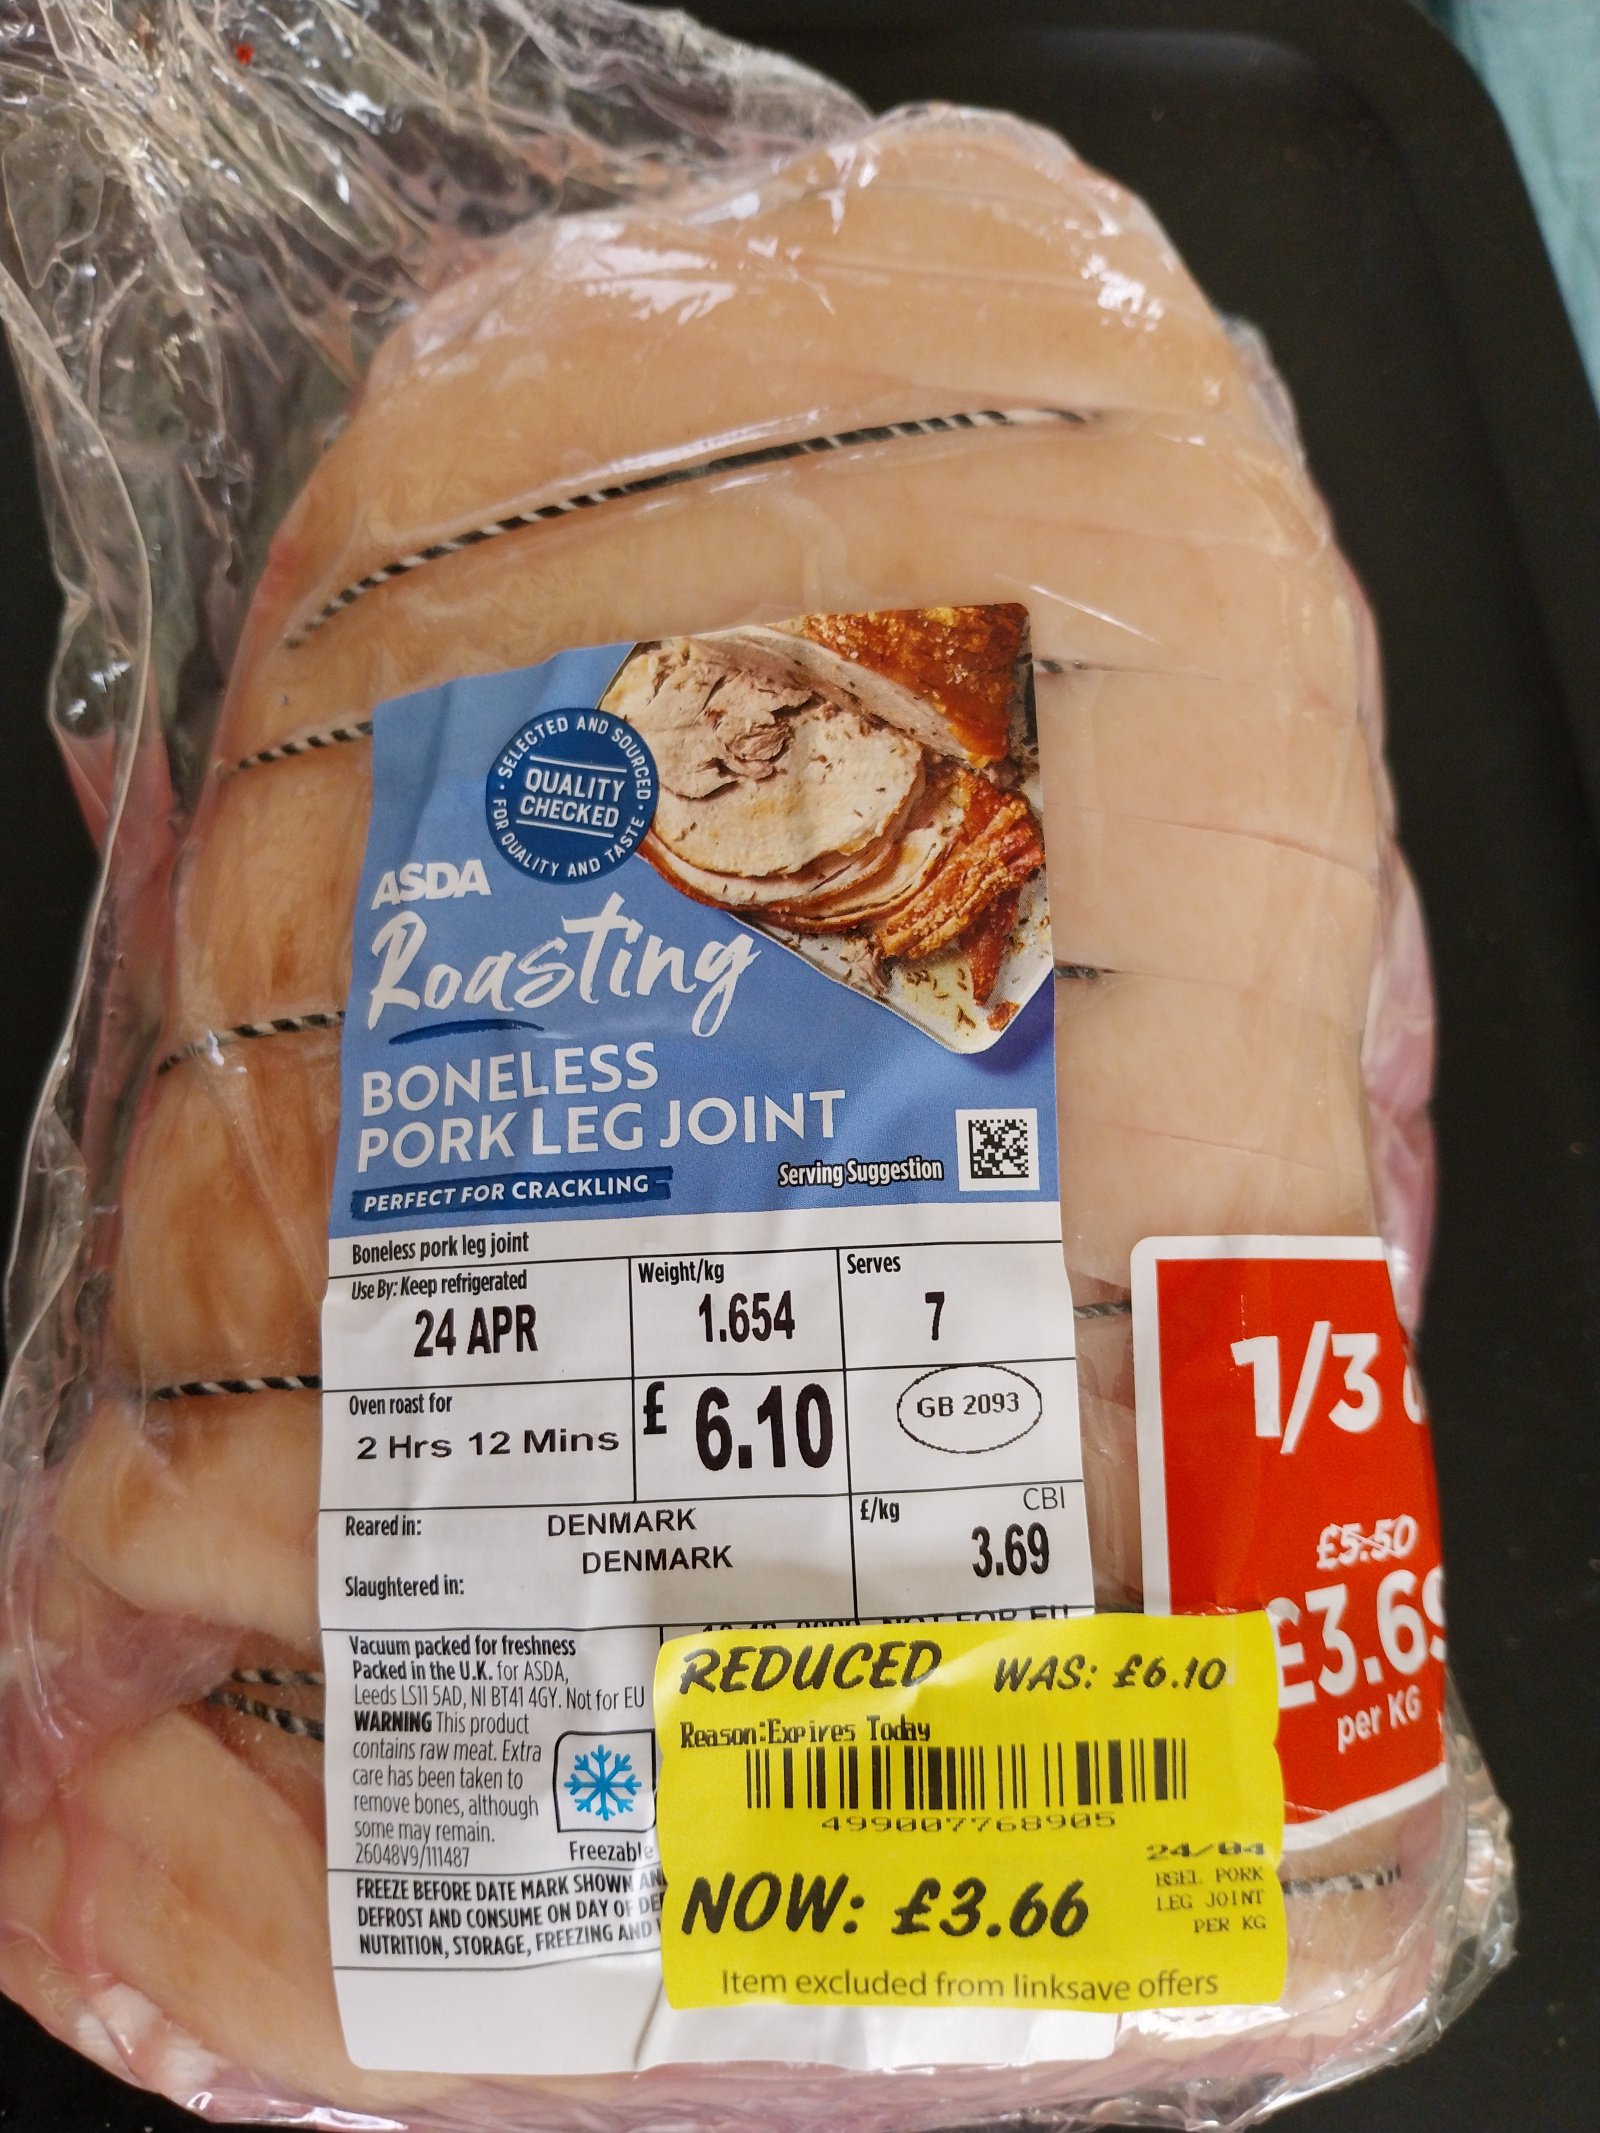 SELECTED AND SOURCED
QUALITY
CHECKED
FOR QUALITY AND TASTE
ASDA
Roasting
BONELESS
PORK LEG JOINT
PERFECT FOR CRACKLING
Serving Suggestion
Boneless pork leg joint
Use By: Keep refrigerated
24 APR
Weight/kg
1.654
Serves
7
Oven roast for
2 Hrs 12 Mins
£ 6.10
GB 2093
Reared in: DENMARK
DENMARK
Slaughtered in:
£/kg
CBI
3.69
NOT FOR EU
1/3
£5.50
£3.69
per KG
Vacuum packed for freshness
Packed in the U.K. for ASDA,
Leeds LS11 5AD, NI BT41 4GY. Not for EU
WARNING This product
contains raw meat. Extra
care has been taken to
remove bones, although
some may remain.
26048V9/111487
Freezable
FREEZE BEFORE DATE MARK SHOWN
DEFROST AND CONSUME ON DAY OF
NUTRITION, STORAGE, FREEZING AND
REDUCED WAS: £6.10
Reason:Expires Today
499007768905
24/04
BSEL PORK
LEG JOINT
PER KG
NOW: £3.66
Item excluded from linksave offers